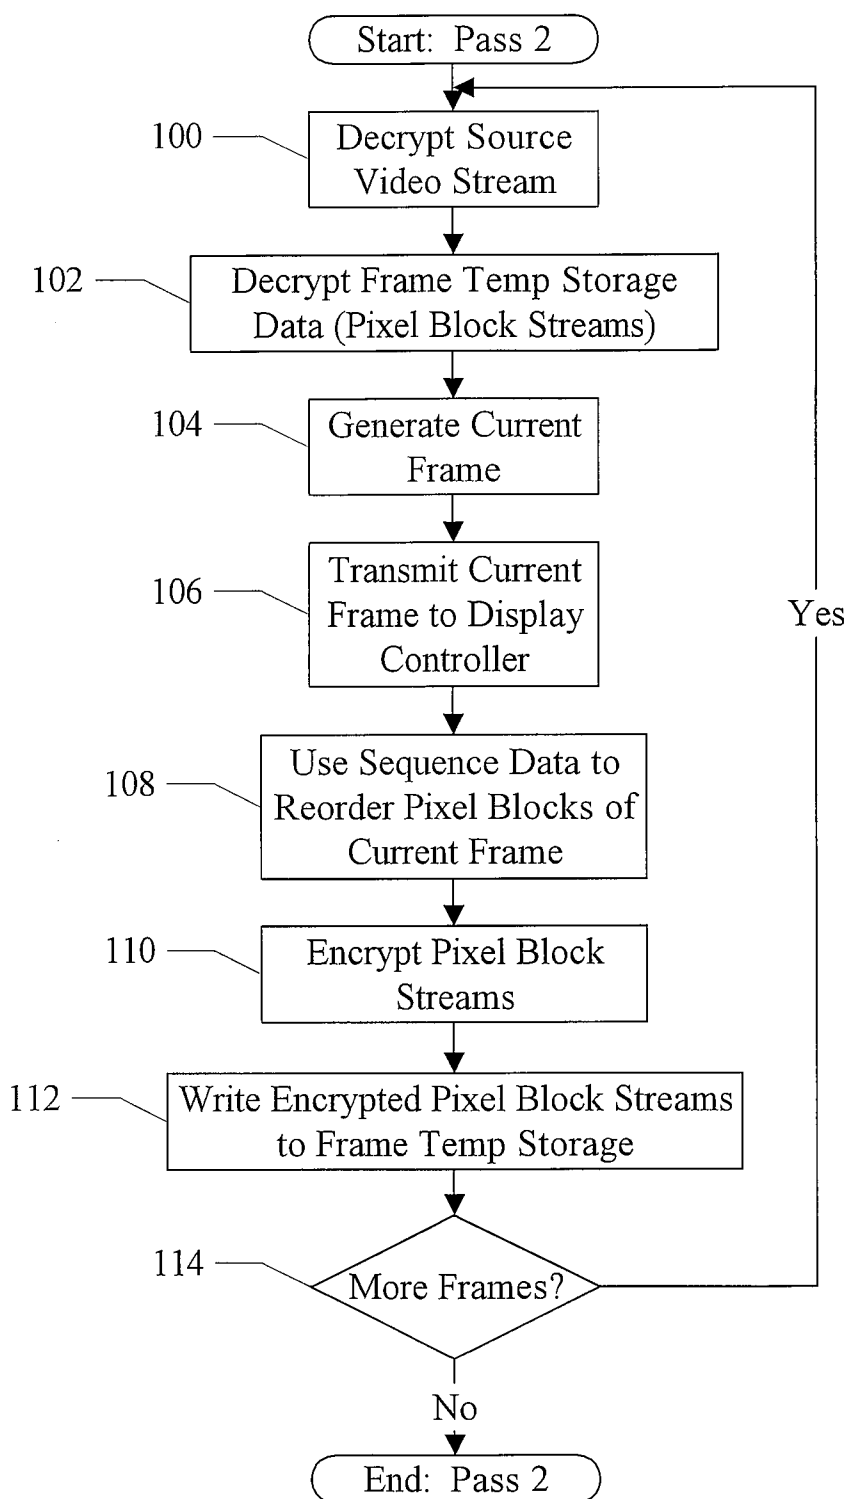 Start: Pass 2
100
Decrypt Source
Video Stream
102
Decrypt Frame Temp Storage
Data (Pixel Block Streams)
104
Generate Current
Frame
106
Transmit Current
Frame to Display
Controller
Yes
108
Use Sequence Data to
Reorder Pixel Blocks of
Current Frame
110
Encrypt Pixel Block
Streams
112
Write Encrypted Pixel Block Streams
to Frame Temp Storage
114
More Frames?
No
End: Pass 2